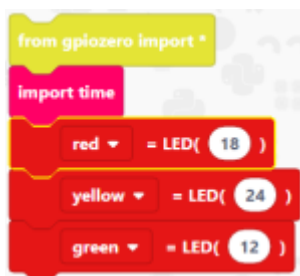 from gpiozero import *
import time
red = LED( 18 )
yellow = LED( 24 )
green = LED( 12 )